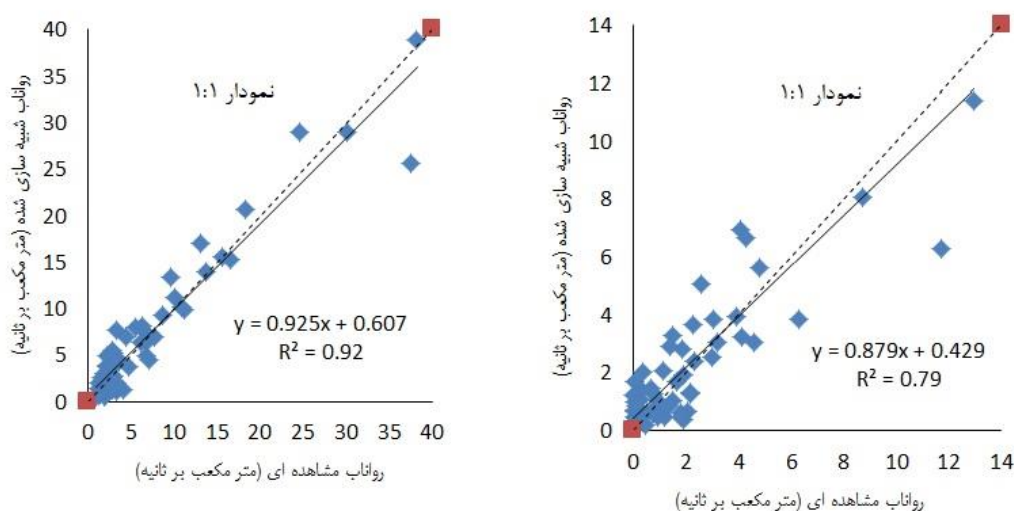 رواناب شبیه سازی شده (متر مکعب بر ثانیه)
40
35
30
25
20
15
10
5
0
نمودار ۱:۱
y = 0.925x + 0.607
R² = 0.92
0 5 10 15 20 25 30 35 40
رواناب مشاهده ای (متر مکعب بر ثانیه)
رواناب شبیه سازی شده (متر مکعب بر ثانیه)
14
12
10
8
6
4
2
0
نمودار ۱:۱
y = 0.879x + 0.429
R² = 0.79
0 2 4 6 8 10 12 14
رواناب مشاهده ای (متر مکعب بر ثانیه)